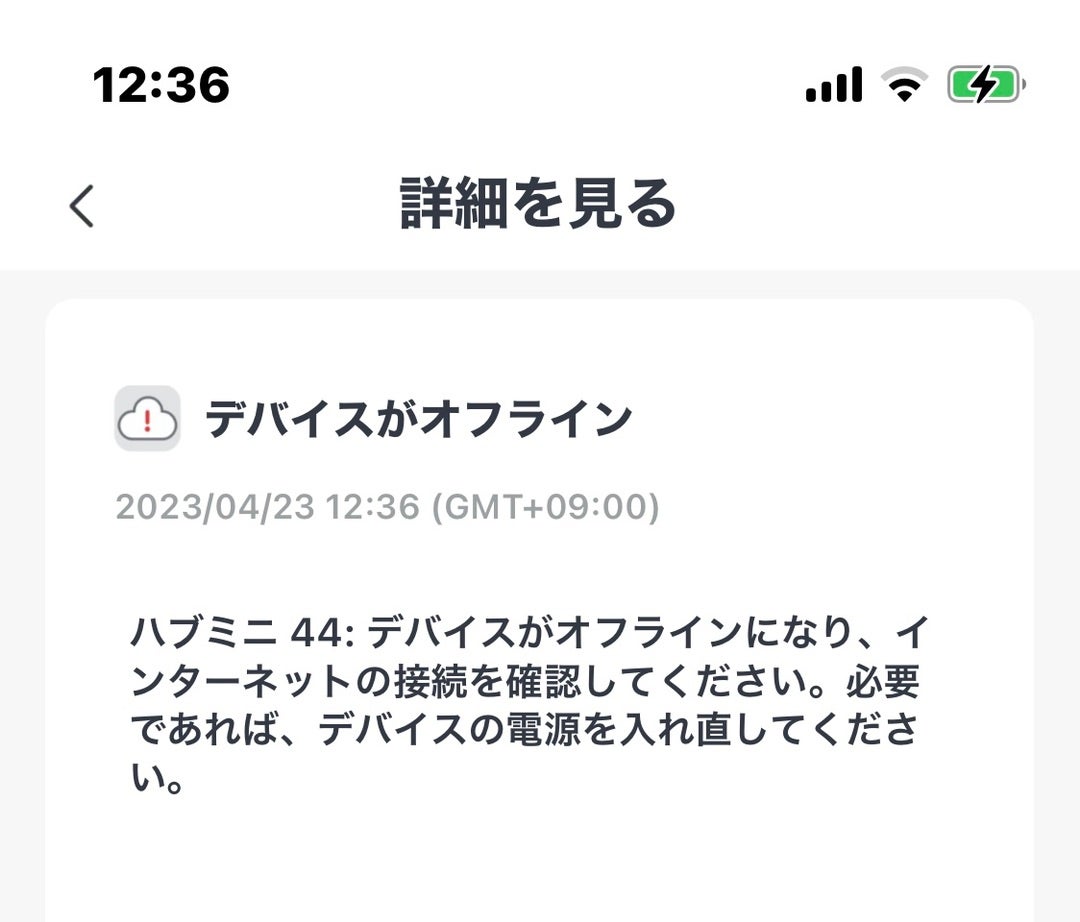 12:36
詳細を見る
デバイスがオフライン
2023/04/23 12:36 (GMT+09:00)
ハブミニ 44: デバイスがオフラインになり、イ
ンターネットの接続を確認してください。必要
であれば、デバイスの電源を入れ直してくださ
い。